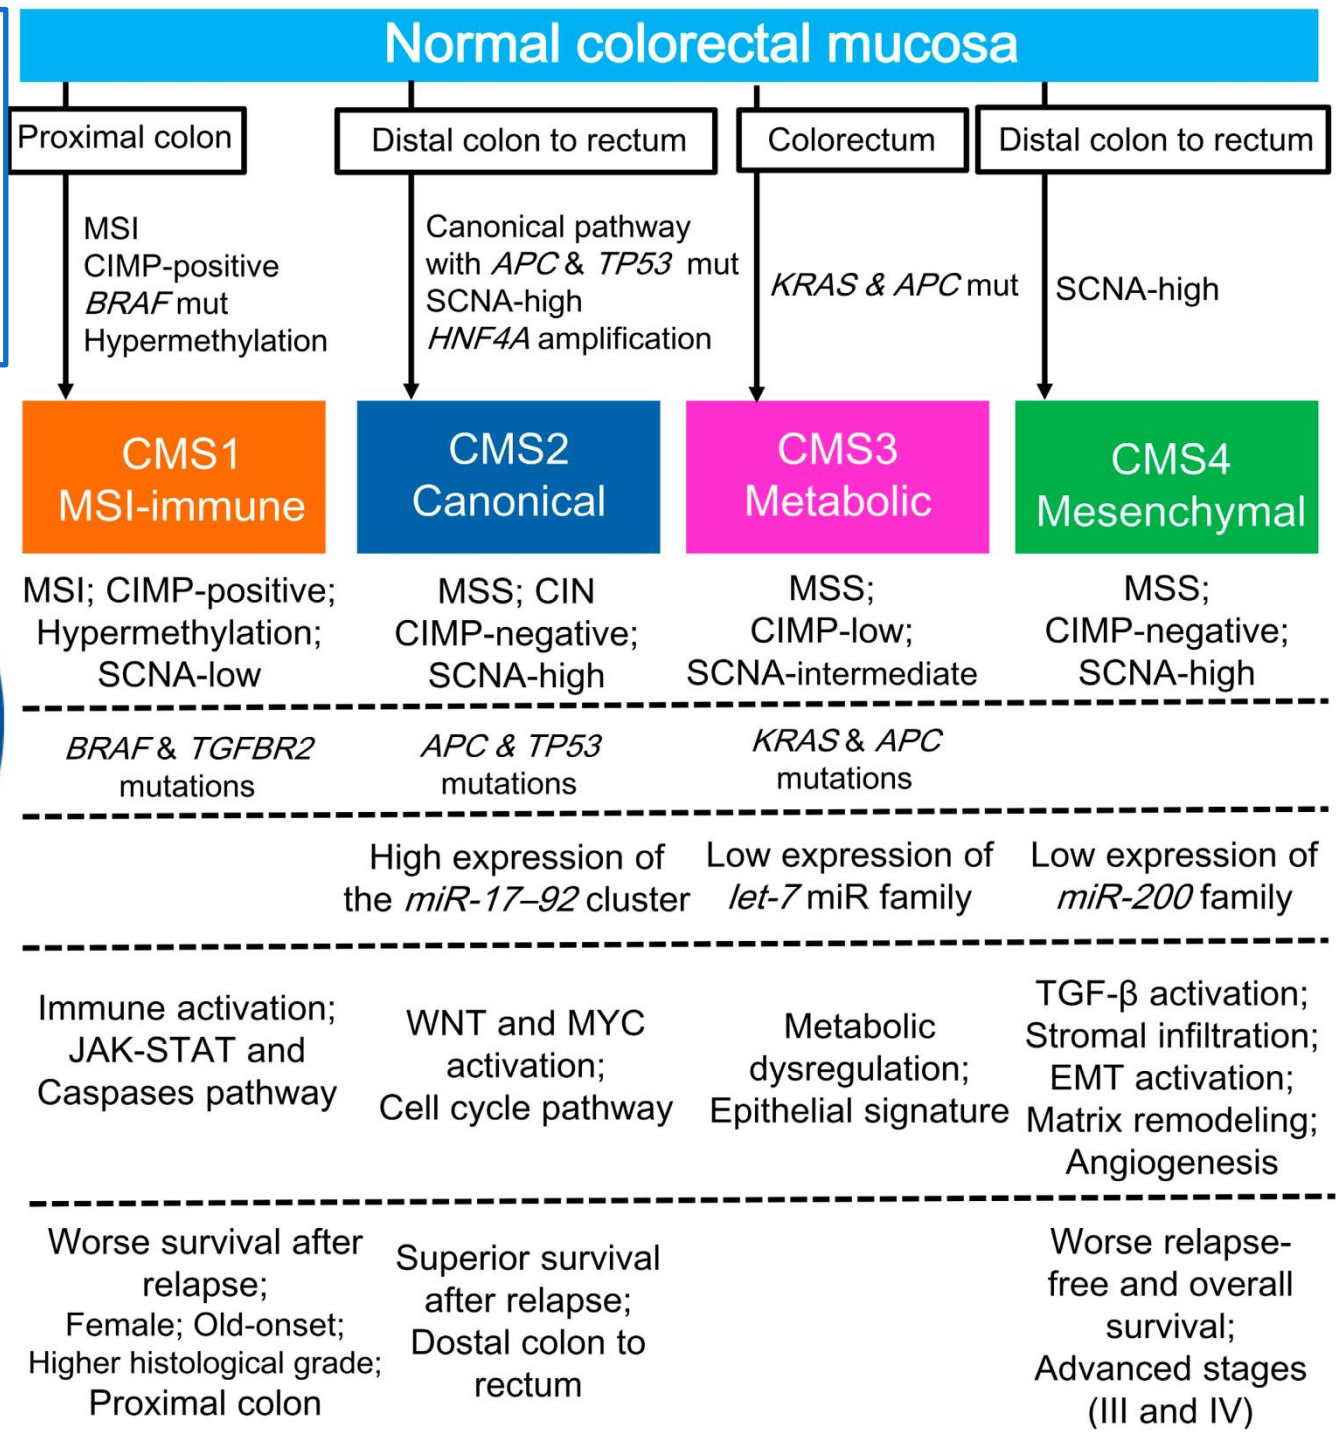 Normal colorectal mucosa
Proximal colon
Distal colon to rectum
Colorectum
Distal colon to rectum
MSI
CIMP-positive
BRAF mut
Hypermethylation
Canonical pathway
with APC & TP53 mut
SCNA-high
HNF4A amplification
KRAS & APC mut
SCNA-high
CMS1
MSI-immune
CMS2
Canonical
CMS3
Metabolic
CMS4
Mesenchymal
MSI; CIMP-positive;
Hypermethylation;
SCNA-low
MSS; CIN
CIMP-negative;
SCNA-high
MSS;
CIMP-low;
SCNA-intermediate
MSS;
CIMP-negative;
SCNA-high
BRAF & TGFBR2
mutations
APC & TP53
mutations
KRAS & APC
mutations
High expression of
the miR-17–92 cluster
Low expression of
let-7 miR family
Low expression of
miR-200 family
Immune activation;
JAK-STAT and
Caspases pathway
WNT and MYC
activation;
Cell cycle pathway
Metabolic
dysregulation;
Epithelial signature
TGF-β activation;
Stromal infiltration;
EMT activation;
Matrix remodeling;
Angiogenesis
Worse survival after
relapse;
Female; Old-onset;
Higher histological grade;
Proximal colon
Superior survival
after relapse;
Dostal colon to
rectum
Worse relapse-
free and overall
survival;
Advanced stages
(III and IV)